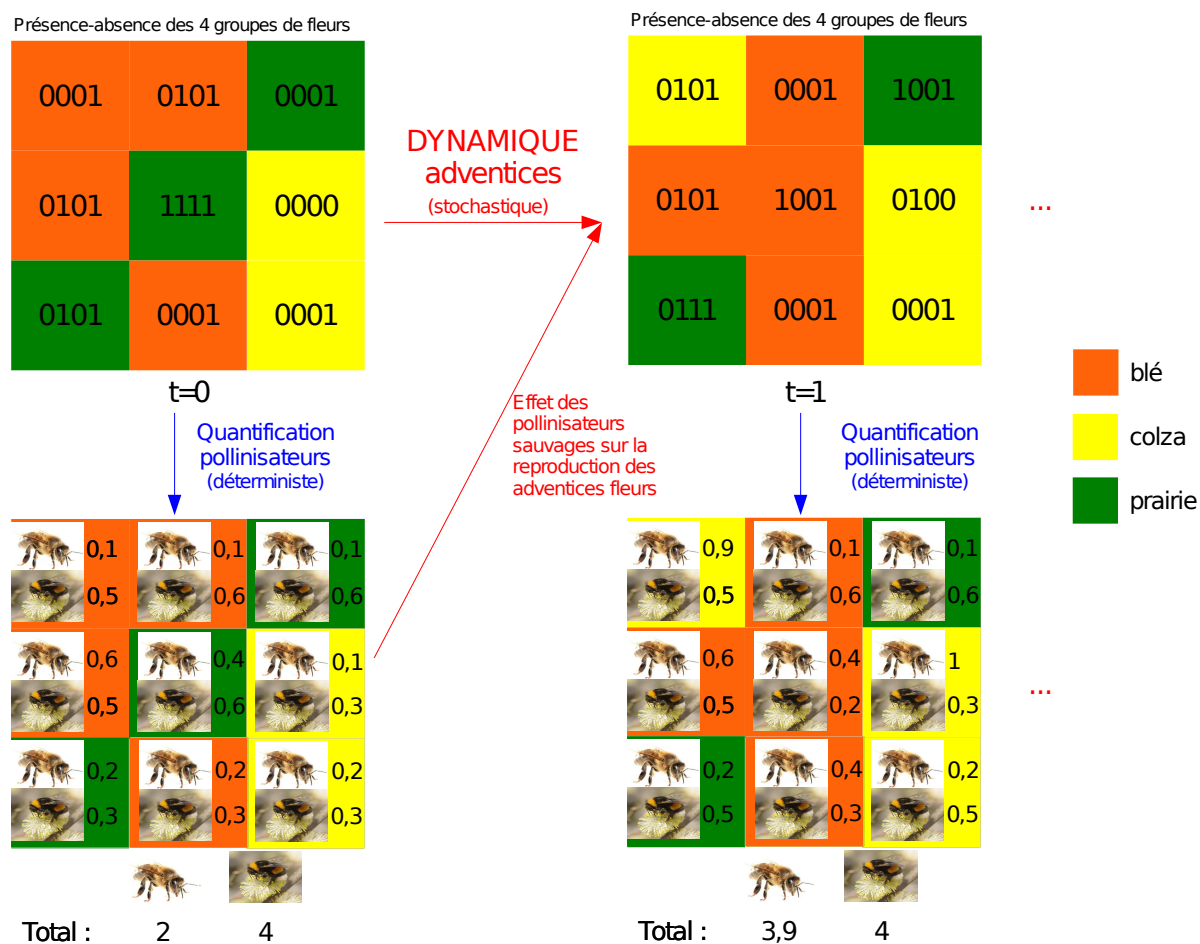 Présence-absence des 4 groupes de fleurs
0001 0101 0001
0101 1111 0000
0101 0001 0001
t=0
DYNAMIQUE
adventices
(stochastique)
Présence-absence des 4 groupes de fleurs
0101 0001 1001
0101 1001 0100
0111 0001 0001
t=1
...
blé
colza
prairie
Quantification
pollinisateurs
(déterministe)
Effet des
pollinisateurs
sauvages sur la
reproduction des
adventices fleurs
Quantification
pollinisateurs
(déterministe)
0,1 0,1 0,1
0,5 0,6 0,6
0,6 0,4 0,1
0,5 0,6 0,3
0,2 0,2 0,2
0,3 0,3 0,3
Total : 2 4
0,9 0,1 0,1
0,5 0,6 0,6
0,6 0,4 1
0,5 0,2 0,3
0,2 0,4 0,2
0,5 0,3 0,5
...
Total : 3,9 4